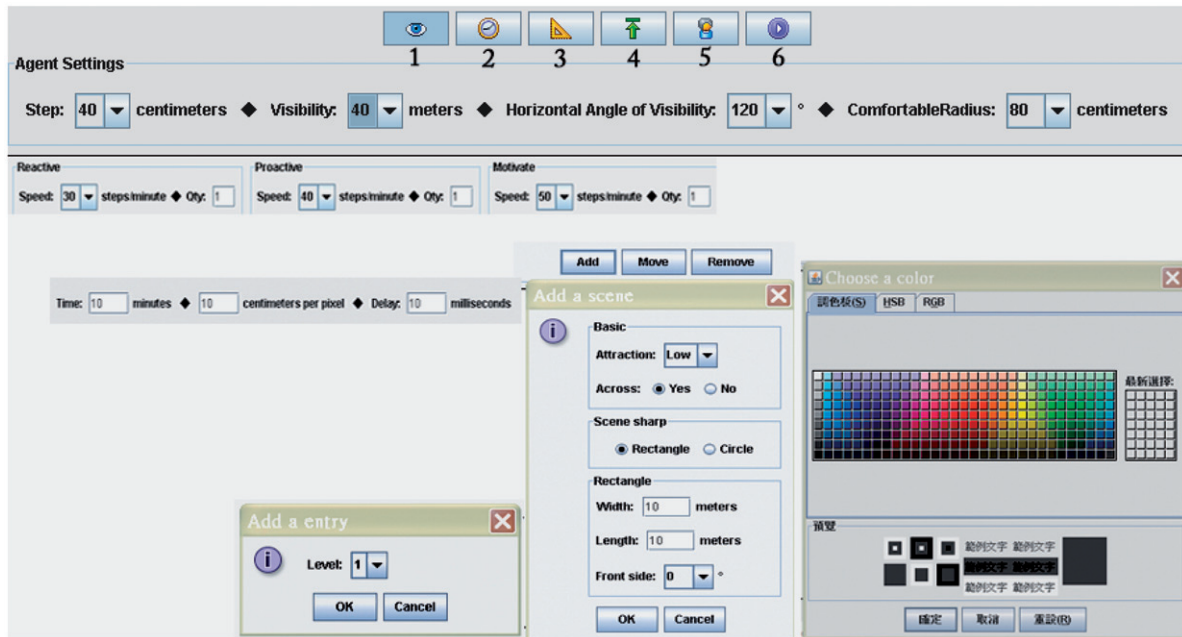 1 2 3 4 5 6
Agent Settings
Step: 40 centimeters ◆ Visibility: 40 meters ◆ Horizontal Angle of Visibility: 120 ° ◆ ComfortableRadius: 80 centimeters
Reactive
Speed: 30 steps/minute ◆ Qty: 1
Proactive
Speed: 40 steps/minute ◆ Qty: 1
Motivate
Speed: 50 steps/minute ◆ Qty: 1
Time: 10 minutes ◆ 10 centimeters per pixel ◆ Delay: 10 milliseconds
Add Move Remove
Add a scene
Basic
Attraction: Low
Across: Yes No
Scene sharp
Rectangle Circle
Rectangle
Width: 10 meters
Length: 10 meters
Front side: 0 °
OK Cancel
Add a entry
Level: 1
OK Cancel
Choose a color
調色板(S) HSB RGB
最新選擇:
預覽
範例文字 範例文字
範例文字 範例文字
範例文字 範例文字
確定 取消 重設(R)